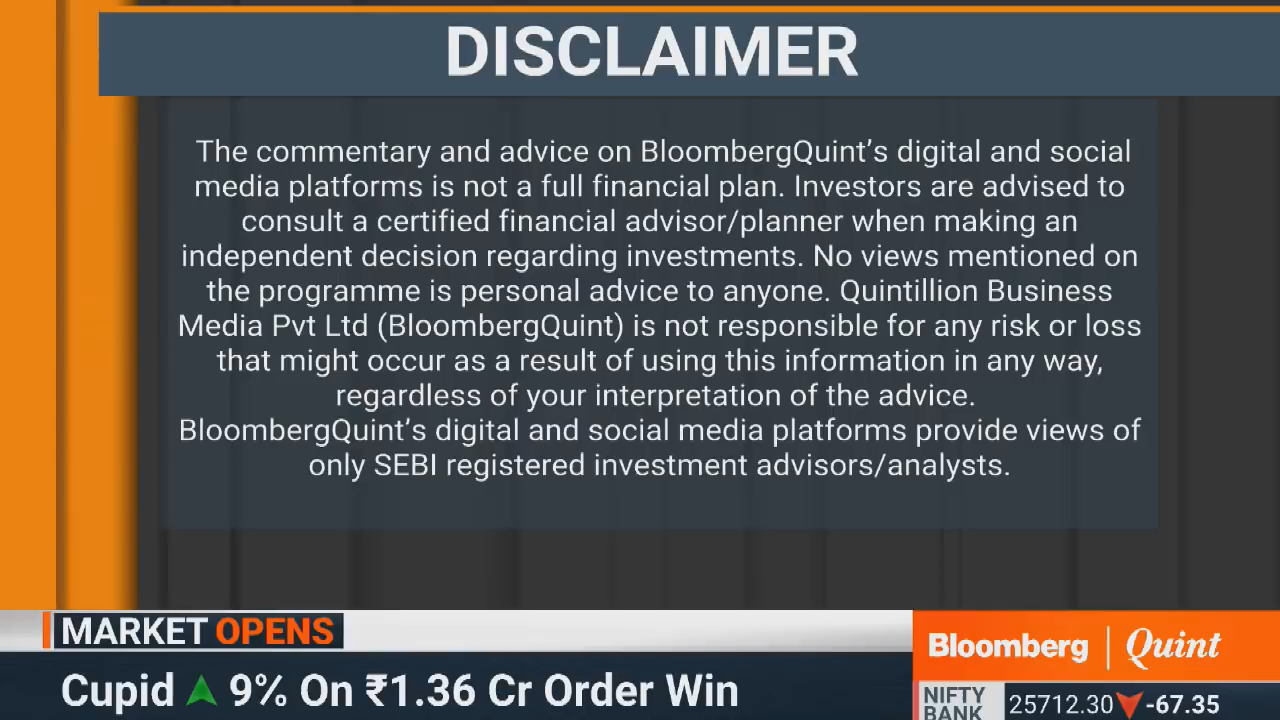 DISCLAIMER
The commentary and advice on BloombergQuint's digital and social
media platforms is not a full financial plan. Investors are advised to
consult a certified financial advisor/planner when making an
independent decision regarding investments. No views mentioned on
the programme is personal advice to anyone. Quintillion Business
Media Pvt Ltd (BloombergQuint) is not responsible for any risk or loss
that might occur as a result of using this information in any way,
regardless of your interpretation of the advice.
BloombergQuint's digital and social media platforms provide views of
only SEBI registered investment advisors/analysts.
MARKET OPENS
Bloomberg | Quint
Cupid ▲ 9% On ₹1.36 Cr Order Win
NIFTY
BANK
25712.30 ▼ -67.35